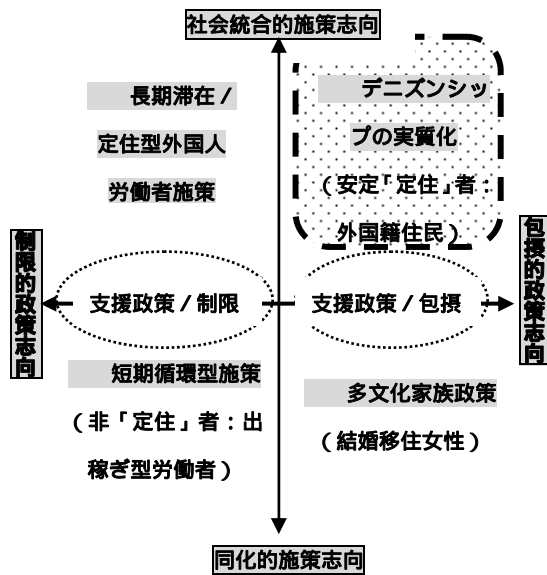 社会統合的施策志向
長期滞在/
定住型外国人
労働者施策
デニズンシッ
プの実質化
(安定「定住」者:
外国籍住民)
制限的政策志向
包摂的政策志向
支援政策/制限
支援政策/包摂
短期循環型施策
(非「定住」者:出
稼ぎ型労働者)
多文化家族政策
(結婚移住女性)
同化的施策志向